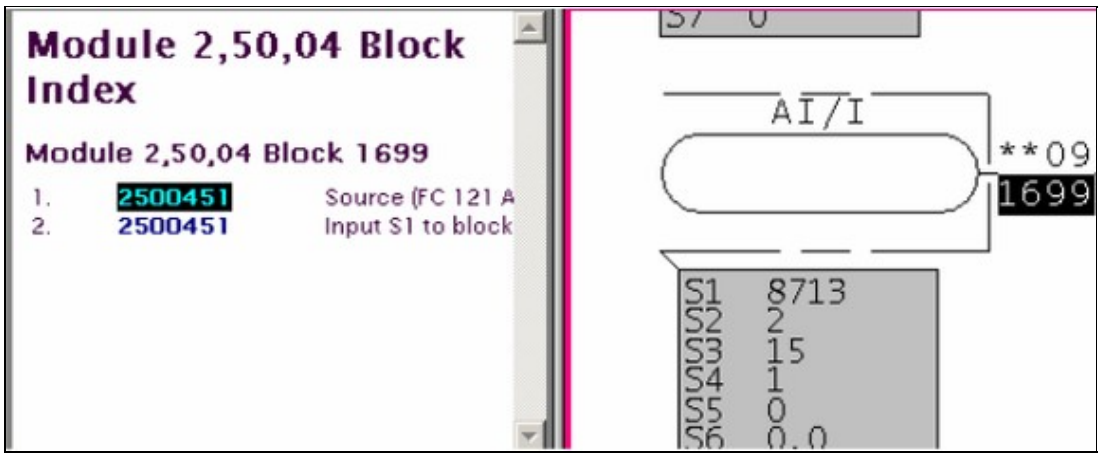 Module 2,50,04 Block
Index
Module 2,50,04 Block 1699
1. 2500451 Source (FC 121 A
2. 2500451 Input S1 to block
S7 0
AI/I
**09
1699
S1 8713
S2 2
S3 15
S4 1
S5 0
S6 0.0